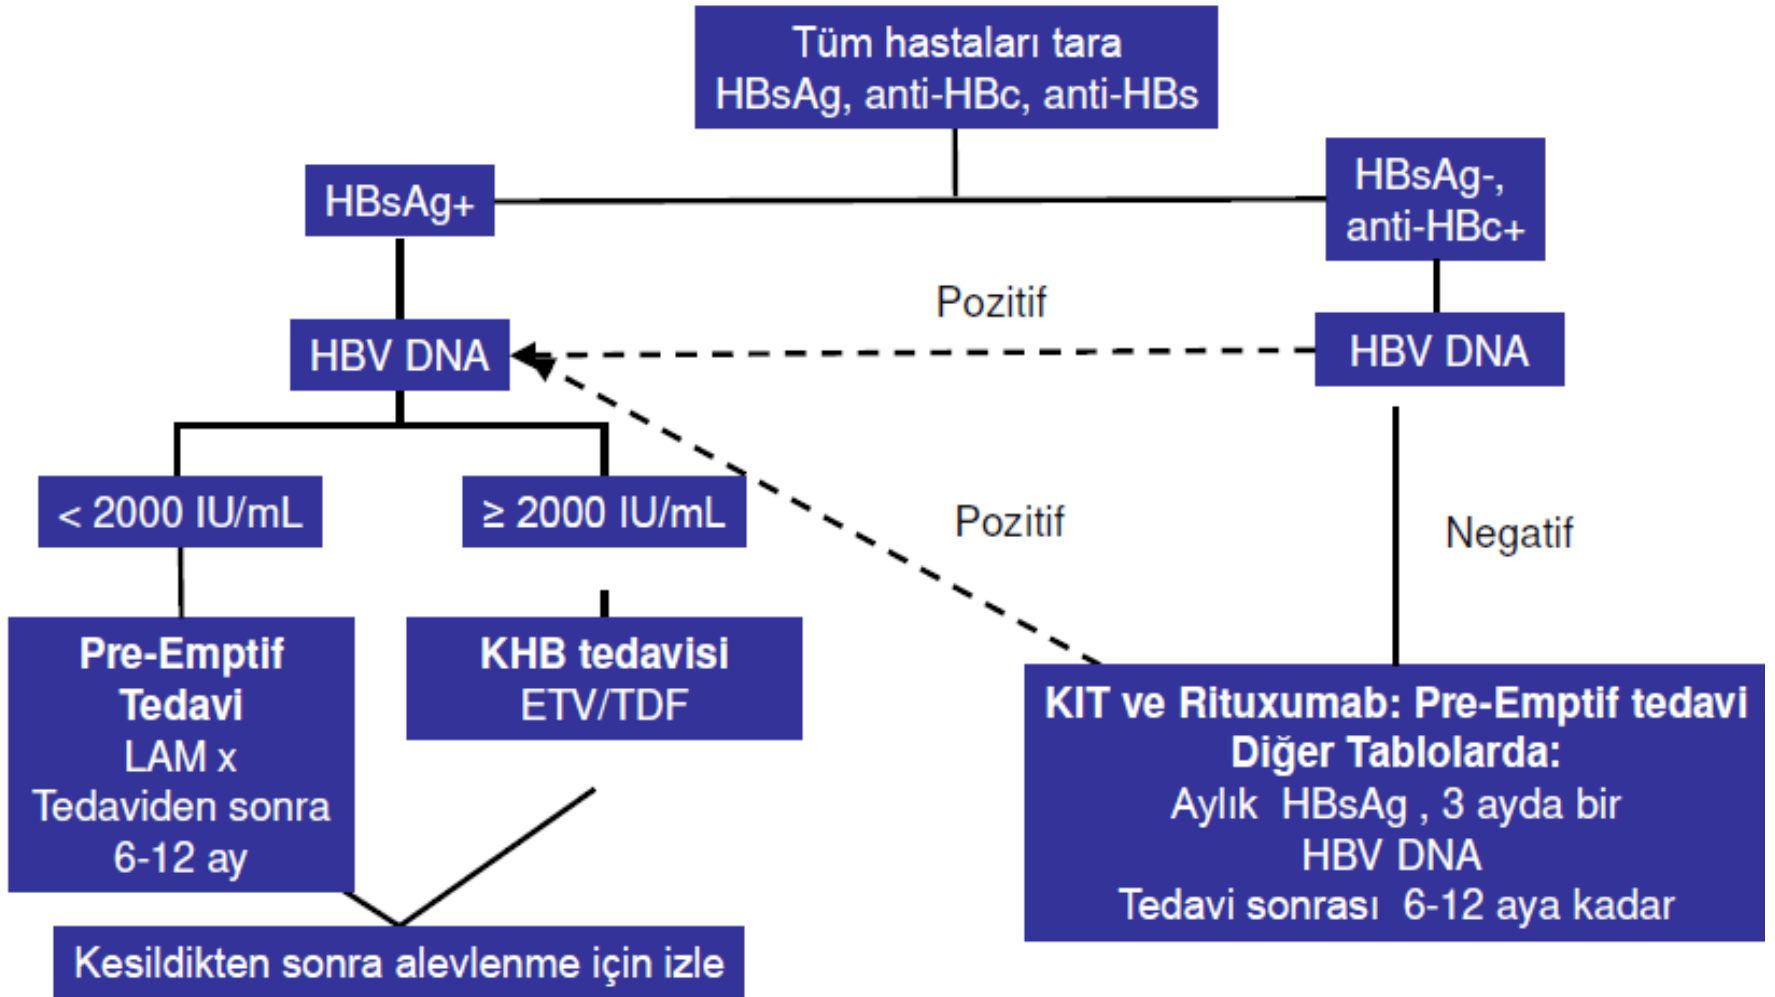 Tüm hastaları tara
HBsAg, anti-HBc, anti-HBs
HBsAg+
HBsAg-,
anti-HBc+
Pozitif
HBV DNA
HBV DNA
< 2000 IU/mL
≥ 2000 IU/mL
Pozitif
Negatif
Pre-Emptif
Tedavi
LAM x
Tedaviden sonra
6-12 ay
KHB tedavisi
ETV/TDF
KIT ve Rituxumab: Pre-Emptif tedavi
Diğer Tablolarda:
Aylık HBsAg , 3 ayda bir
HBV DNA
Tedavi sonrası 6-12 aya kadar
Kesildikten sonra alevlenme için izle